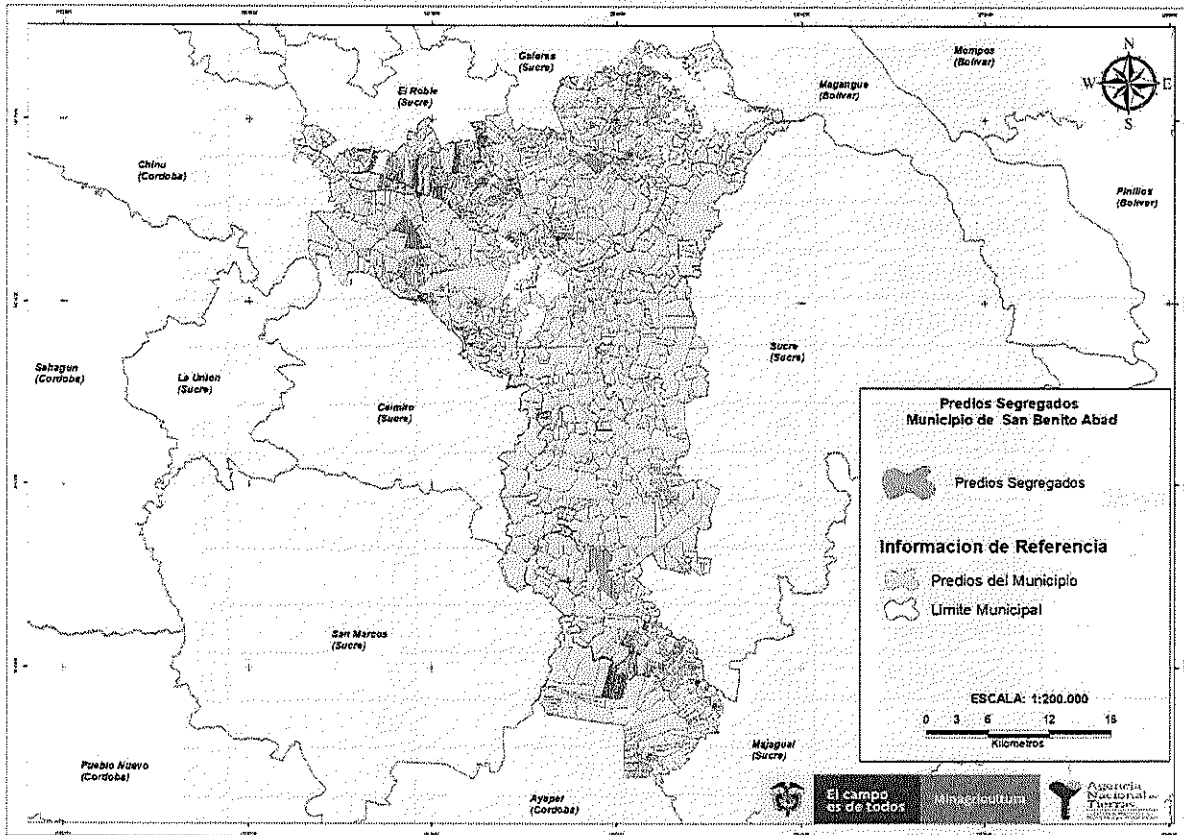 Galeras
(Sucre)
Mompos
(Bolivar)
El Roble
(Sucre)
Magangue
(Bolivar)
N
W E
S
Chinu
(Cordoba)
Pinillos
(Bolivar)
Sahagun
(Cordoba)
La Union
(Sucre)
Caimito
(Sucre)
Sucre
(Sucre)
Predios Segregados
Municipio de San Benito Abad
Predios Segregados
Informacion de Referencia
Predios del Municipio
Limite Municipal
San Marcos
(Sucre)
ESCALA: 1:200.000
0 3 6 12 18
Kilometros
Majagual
(Sucre)
Pueblo Nuevo
(Cordoba)
Ayapel
(Cordoba)
El campo
es de todos
Minagricultura
Agencia
Nacional de
Tierras